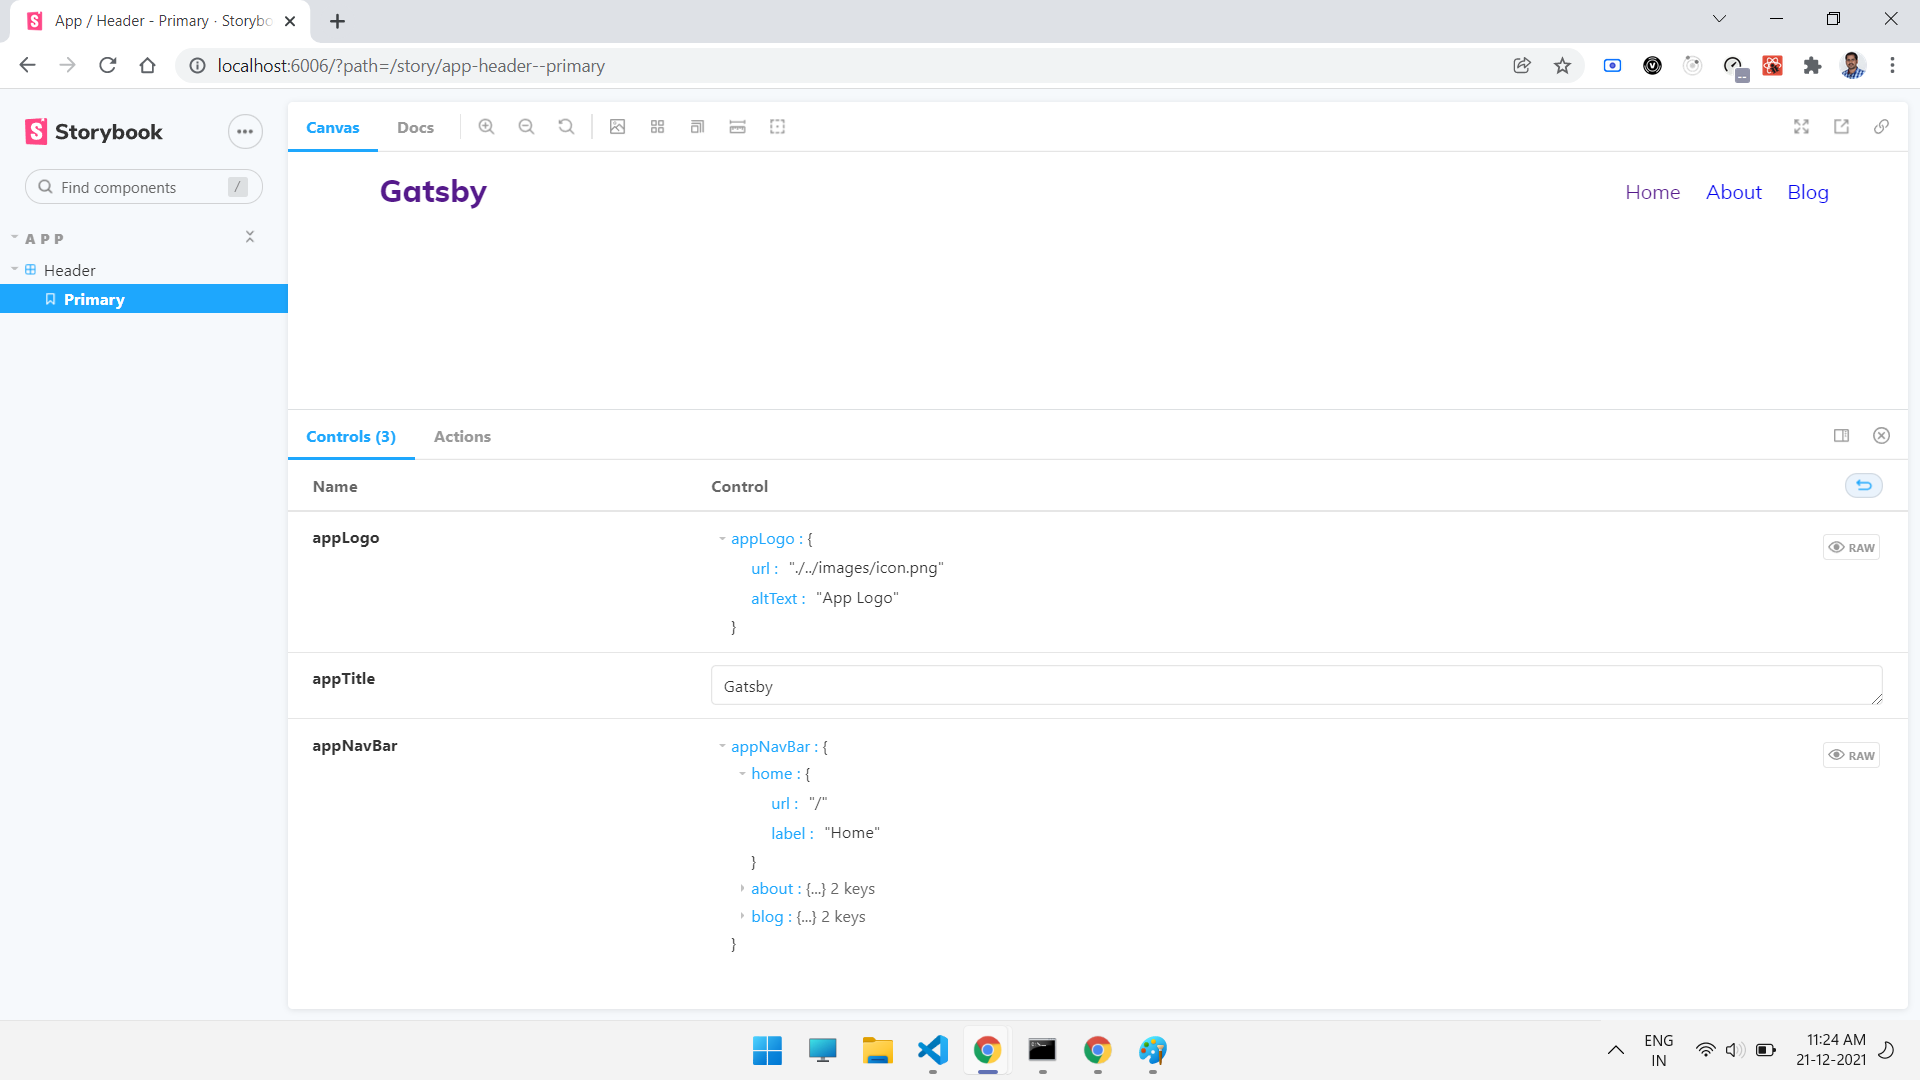 App / Header - Primary · Storybo
localhost:6006/?path=/story/app-header--primary
Storybook
Find components /
APP
Header
Primary
Canvas Docs
Gatsby Home About Blog
Controls (3) Actions
Name Control
appLogo appLogo : {
RAW
url : "./../images/icon.png"
altText : "App Logo"
}
appTitle Gatsby
appNavBar appNavBar : {
RAW
home : {
url : "/"
label : "Home"
}
about : {...} 2 keys
blog : {...} 2 keys
}
ENG
IN
11:24 AM
21-12-2021